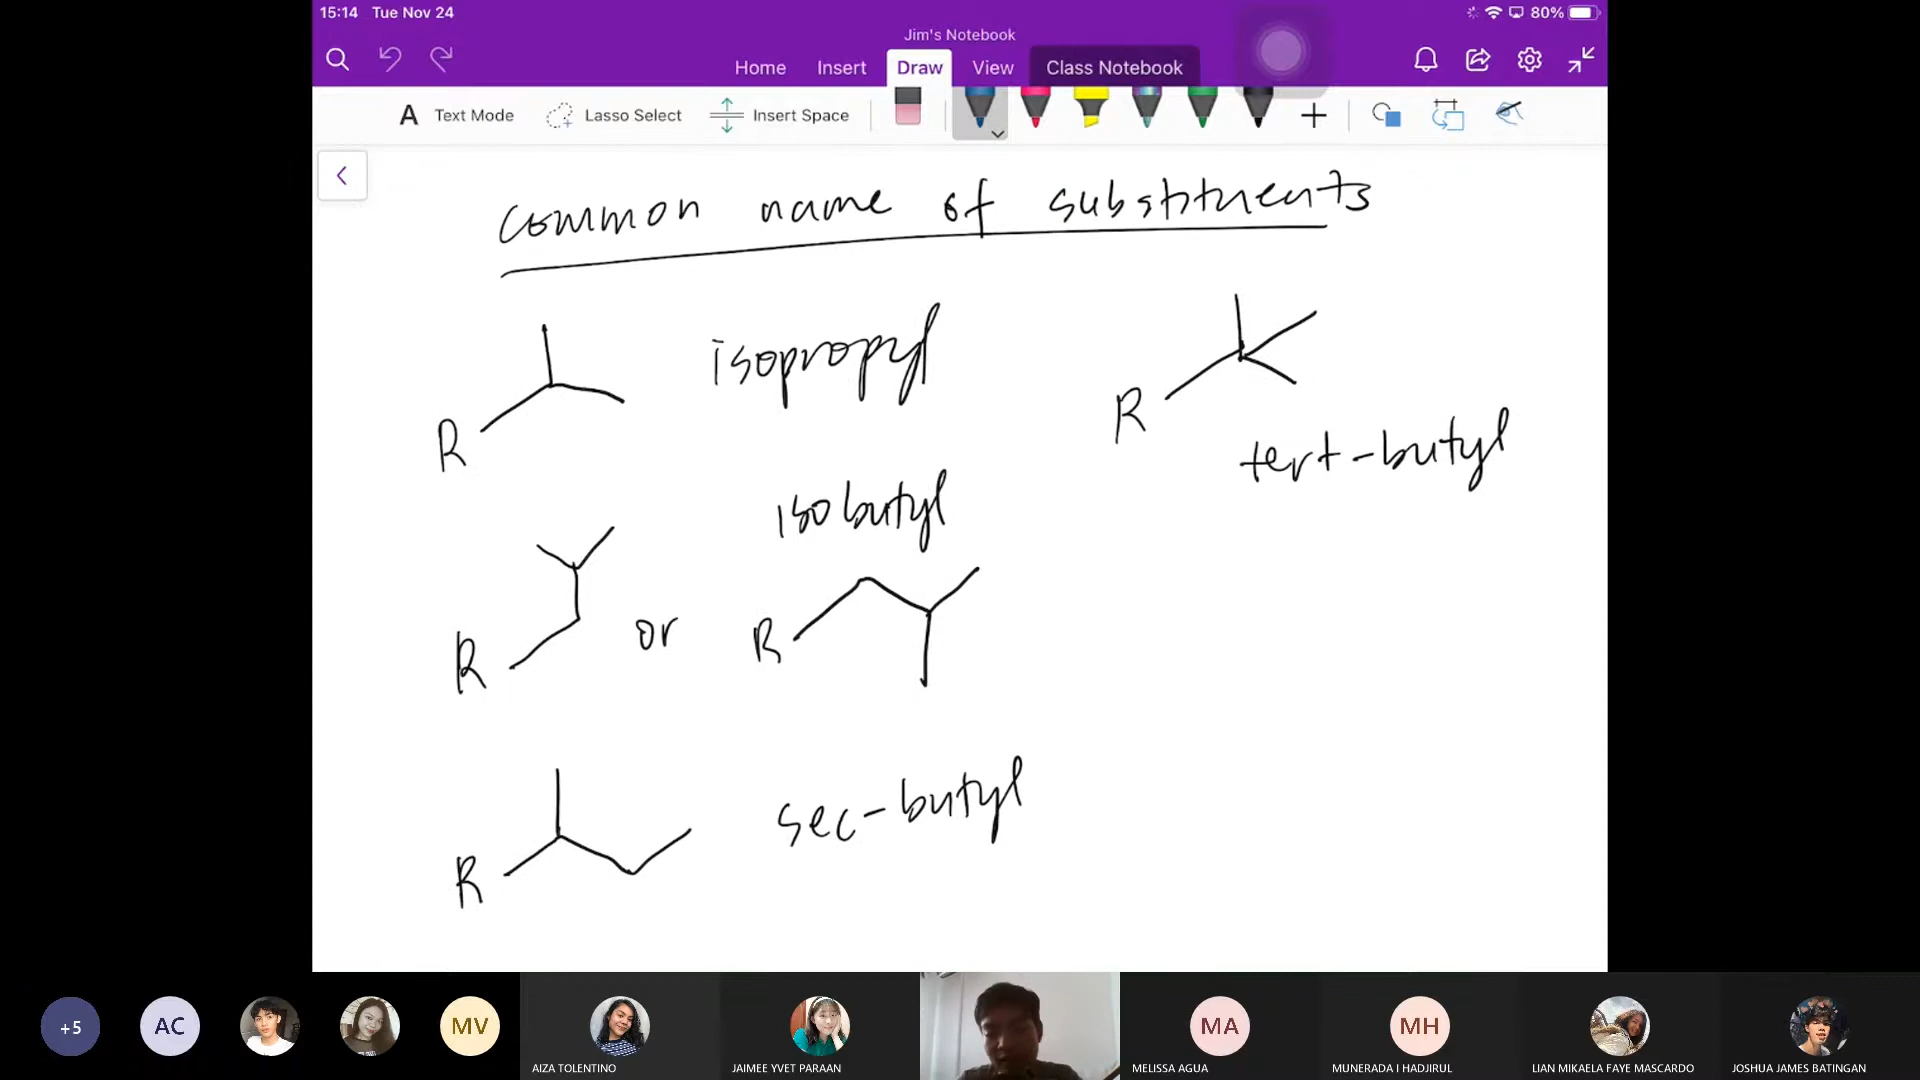 15:14 Tue Nov 24
80%
Jim's Notebook
Home Insert Draw View Class Notebook
A Text Mode Lasso Select Insert Space
common name of substituents
isopropyl
R
R
tert-butyl
isobutyl
R or R
sec-butyl
R
+5 AC MV MA MH
AIZA TOLENTINO JAIMEE YVET PARAAN MELISSA AGUA MUNERADA I HADJIRUL LIAN MIKAELA FAYE MASCARDO JOSHUA JAMES BATINGAN